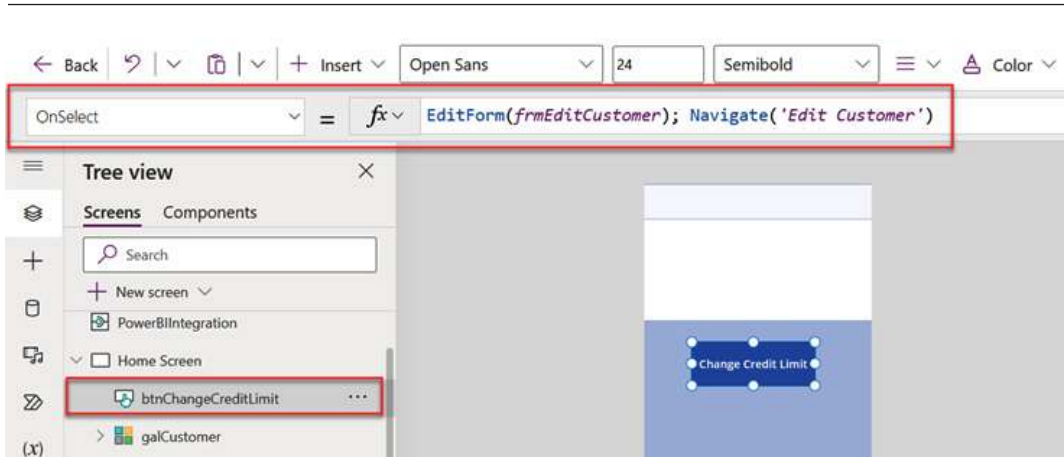 Back Insert Open Sans 24 Semibold Color
OnSelect = fx EditForm(frmEditCustomer); Navigate('Edit Customer')
Tree view
Screens Components
Search
New screen
PowerBIIntegration
Home Screen
btnChangeCreditLimit
galCustomer
(x)
Change Credit Limit